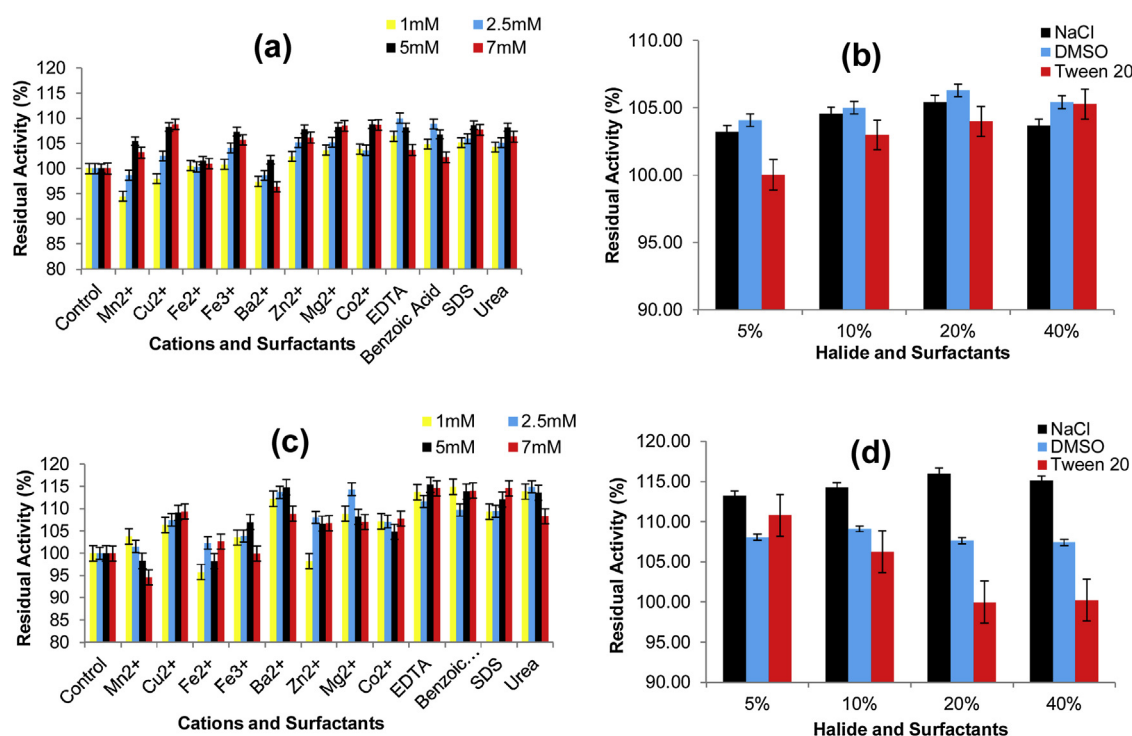 (a)
1mM
2.5mM
5mM
7mM
Residual Activity (%)
120
115
110
105
100
95
90
85
80
Control
Mn2+
Cu2+
Fe2+
Fe3+
Ba2+
Zn2+
Mg2+
Co2+
EDTA
Benzoic Acid
SDS
Urea
Cations and Surfactants
(b)
NaCl
DMSO
Tween 20
Residual Activity (%)
110.00
105.00
100.00
95.00
90.00
5%
10%
20%
40%
Halide and Surfactants
(c)
1mM
2.5mM
5mM
7mM
Residual Activity (%)
120
115
110
105
100
95
90
85
80
Control
Mn2+
Cu2+
Fe2+
Fe3+
Ba2+
Zn2+
Mg2+
Co2+
EDTA
Benzoic...
SDS
Urea
Cations and Surfactants
(d)
NaCl
DMSO
Tween 20
Residual Activity (%)
120.00
115.00
110.00
105.00
100.00
95.00
90.00
5%
10%
20%
40%
Halide and Surfactants